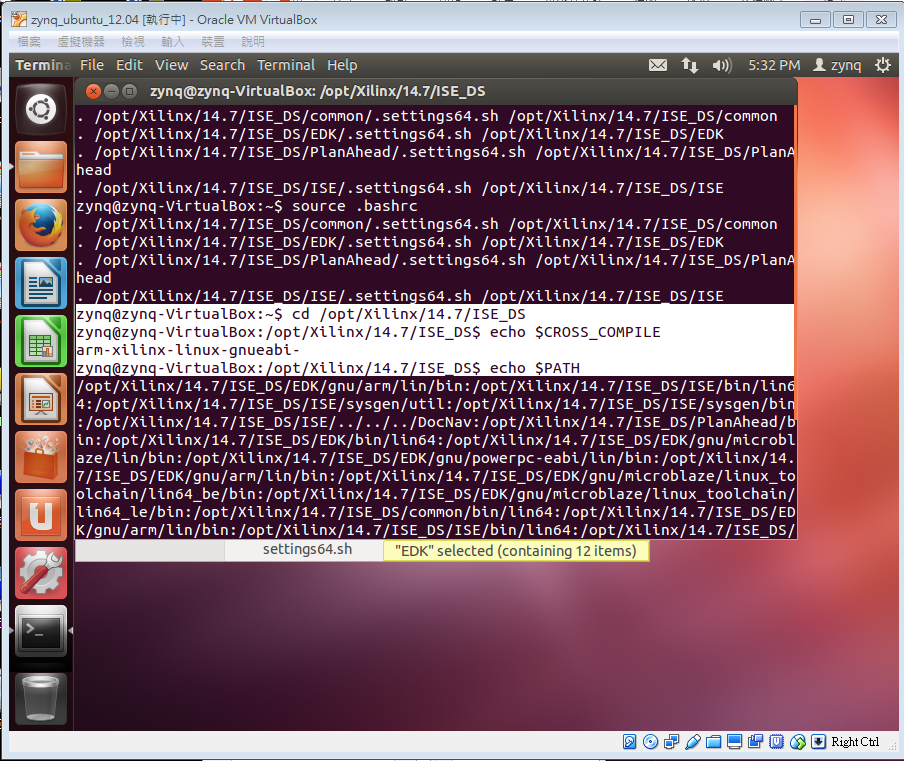 zynq_ubuntu_12.04 [執行中] - Oracle VM VirtualBox
檔案 虛擬機器 檢視 輸入 裝置 說明
Termina File Edit View Search Terminal Help 5:32 PM zynq
zynq@zynq-VirtualBox: /opt/Xilinx/14.7/ISE_DS
. /opt/Xilinx/14.7/ISE_DS/common/.settings64.sh /opt/Xilinx/14.7/ISE_DS/common
. /opt/Xilinx/14.7/ISE_DS/EDK/.settings64.sh /opt/Xilinx/14.7/ISE_DS/EDK
. /opt/Xilinx/14.7/ISE_DS/PlanAhead/.settings64.sh /opt/Xilinx/14.7/ISE_DS/PlanA
head
. /opt/Xilinx/14.7/ISE_DS/ISE/.settings64.sh /opt/Xilinx/14.7/ISE_DS/ISE
zynq@zynq-VirtualBox:~$ source .bashrc
. /opt/Xilinx/14.7/ISE_DS/common/.settings64.sh /opt/Xilinx/14.7/ISE_DS/common
. /opt/Xilinx/14.7/ISE_DS/EDK/.settings64.sh /opt/Xilinx/14.7/ISE_DS/EDK
. /opt/Xilinx/14.7/ISE_DS/PlanAhead/.settings64.sh /opt/Xilinx/14.7/ISE_DS/PlanA
head
. /opt/Xilinx/14.7/ISE_DS/ISE/.settings64.sh /opt/Xilinx/14.7/ISE_DS/ISE
zynq@zynq-VirtualBox:~$ cd /opt/Xilinx/14.7/ISE_DS
zynq@zynq-VirtualBox:/opt/Xilinx/14.7/ISE_DS$ echo $CROSS_COMPILE
arm-xilinx-linux-gnueabi-
zynq@zynq-VirtualBox:/opt/Xilinx/14.7/ISE_DS$ echo $PATH
/opt/Xilinx/14.7/ISE_DS/EDK/gnu/arm/lin/bin:/opt/Xilinx/14.7/ISE_DS/ISE/bin/lin6
4:/opt/Xilinx/14.7/ISE_DS/ISE/sysgen/util:/opt/Xilinx/14.7/ISE_DS/ISE/sysgen/bin
:/opt/Xilinx/14.7/ISE_DS/ISE/../../../DocNav:/opt/Xilinx/14.7/ISE_DS/PlanAhead/b
in:/opt/Xilinx/14.7/ISE_DS/EDK/bin/lin64:/opt/Xilinx/14.7/ISE_DS/EDK/gnu/microbl
aze/lin/bin:/opt/Xilinx/14.7/ISE_DS/EDK/gnu/powerpc-eabi/lin/bin:/opt/Xilinx/14.
7/ISE_DS/EDK/gnu/arm/lin/bin:/opt/Xilinx/14.7/ISE_DS/EDK/gnu/microblaze/linux_to
olchain/lin64_be/bin:/opt/Xilinx/14.7/ISE_DS/EDK/gnu/microblaze/linux_toolchain/
lin64_le/bin:/opt/Xilinx/14.7/ISE_DS/common/bin/lin64:/opt/Xilinx/14.7/ISE_DS/ED
K/gnu/arm/lin/bin:/opt/Xilinx/14.7/ISE_DS/ISE/bin/lin64:/opt/Xilinx/14.7/ISE_DS/
settings64.sh "EDK" selected (containing 12 items)
Right Ctrl